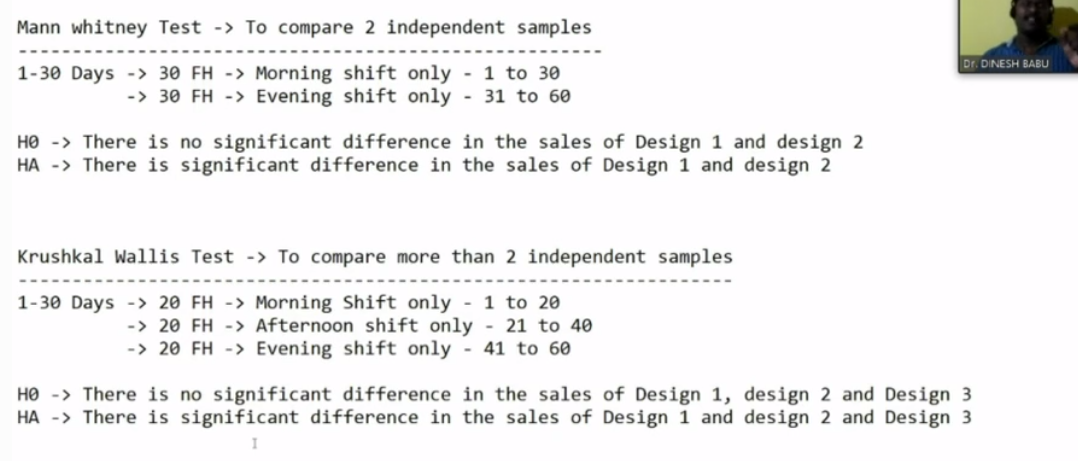 Mann whitney Test -> To compare 2 independent samples
------------------------------------------------------
1-30 Days -> 30 FH -> Morning shift only - 1 to 30
-> 30 FH -> Evening shift only - 31 to 60
H0 -> There is no significant difference in the sales of Design 1 and design 2
HA -> There is significant difference in the sales of Design 1 and design 2
Krushkal Wallis Test -> To compare more than 2 independent samples
------------------------------------------------------------------
1-30 Days -> 20 FH -> Morning Shift only - 1 to 20
-> 20 FH -> Afternoon shift only - 21 to 40
-> 20 FH -> Evening shift only - 41 to 60
H0 -> There is no significant difference in the sales of Design 1, design 2 and Design 3
HA -> There is significant difference in the sales of Design 1 and design 2 and Design 3
Dr. DINESH BABU